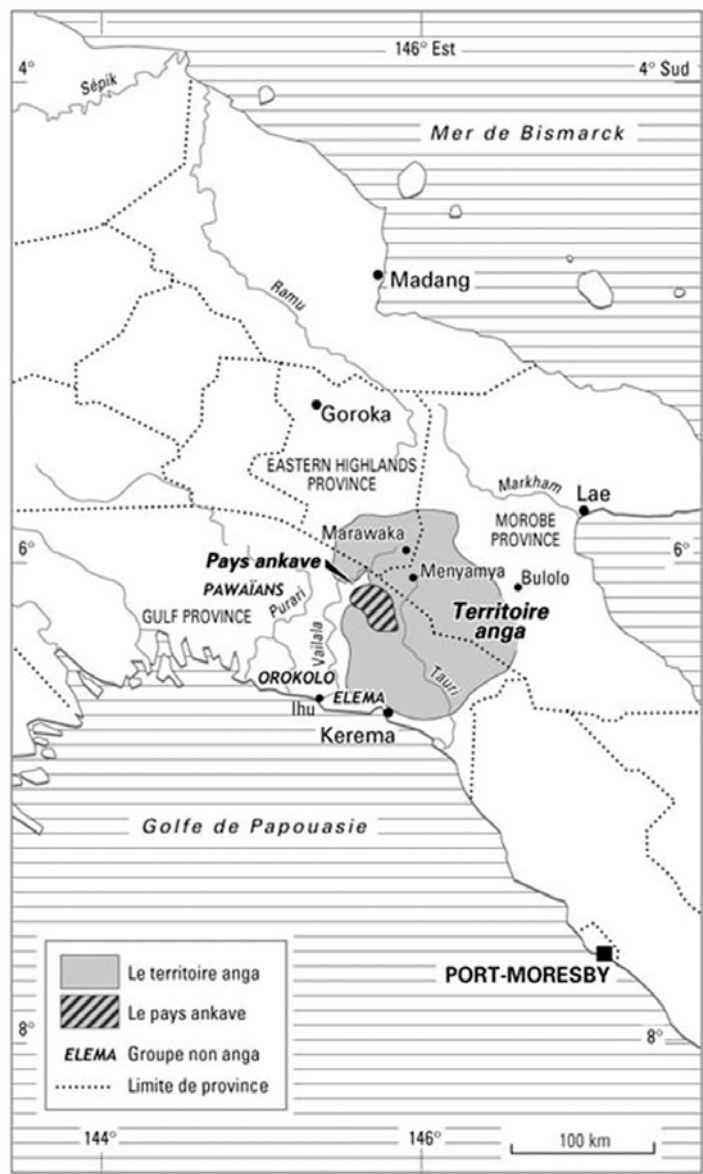 146° Est
4°
4° Sud
Sépik
Mer de Bismarck
Madang
Ramu
Goroka
EASTERN HIGHLANDS
PROVINCE
Markham
Lae
MOROBE
PROVINCE
Marawaka
6°
6°
Pays ankave
Menyamya
Bulolo
PAWAÏANS
Territoire
anga
Purari
GULF PROVINCE
Vailala
Tauri
OROKOLO
ELEMA
Ihu
Kerema
Golfe de Papouasie
PORT-MORESBY
Le territoire anga
Le pays ankave
ELEMA Groupe non anga
Limite de province
8°
8°
144°
146°
100 km